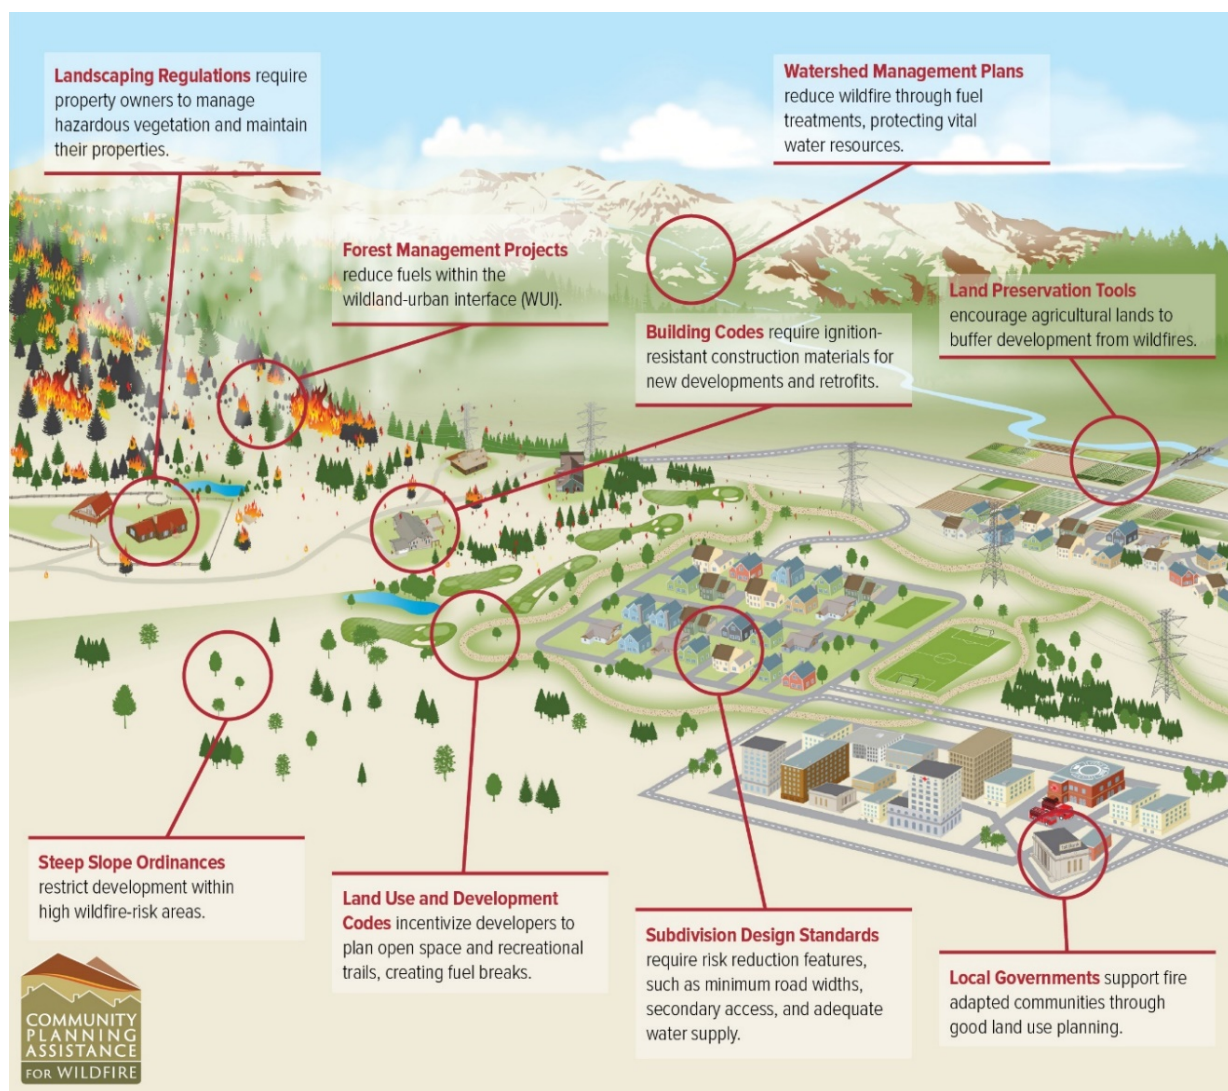 Landscaping Regulations require
property owners to manage
hazardous vegetation and maintain
their properties.
Watershed Management Plans
reduce wildfire through fuel
treatments, protecting vital
water resources.
Forest Management Projects
reduce fuels within the
wildland-urban interface (WUI).
Land Preservation Tools
encourage agricultural lands to
buffer development from wildfires.
Building Codes require ignition-
resistant construction materials for
new developments and retrofits.
Steep Slope Ordinances
restrict development within
high wildfire-risk areas.
Land Use and Development
Codes incentivize developers to
plan open space and recreational
trails, creating fuel breaks.
Subdivision Design Standards
require risk reduction features,
such as minimum road widths,
secondary access, and adequate
water supply.
Local Governments support fire
adapted communities through
good land use planning.
COMMUNITY
PLANNING
ASSISTANCE
FOR WILDFIRE